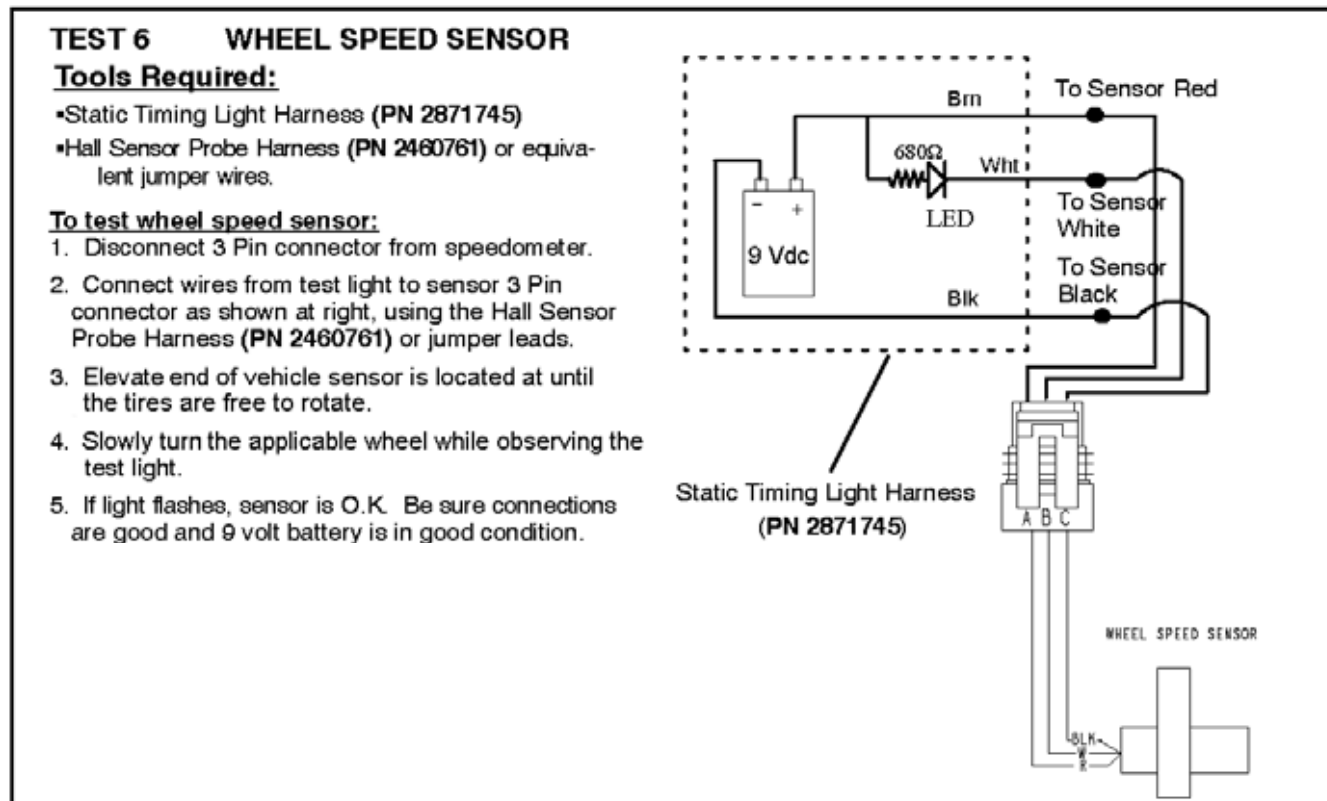 TEST 6 WHEEL SPEED SENSOR
Tools Required:
▪Static Timing Light Harness (PN 2871745)
▪Hall Sensor Probe Harness (PN 2460761) or equiva-
lent jumper wires.
To test wheel speed sensor:
1. Disconnect 3 Pin connector from speedometer.
2. Connect wires from test light to sensor 3 Pin
connector as shown at right, using the Hall Sensor
Probe Harness (PN 2460761) or jumper leads.
3. Elevate end of vehicle sensor is located at until
the tires are free to rotate.
4. Slowly turn the applicable wheel while observing the
test light.
5. If light flashes, sensor is O.K. Be sure connections
are good and 9 volt battery is in good condition.
Brn
To Sensor Red
680Ω
Wht
LED
To Sensor
White
- +
9 Vdc
To Sensor
Black
Blk
Static Timing Light Harness
(PN 2871745)
A B C
WHEEL SPEED SENSOR
BLK
W
R